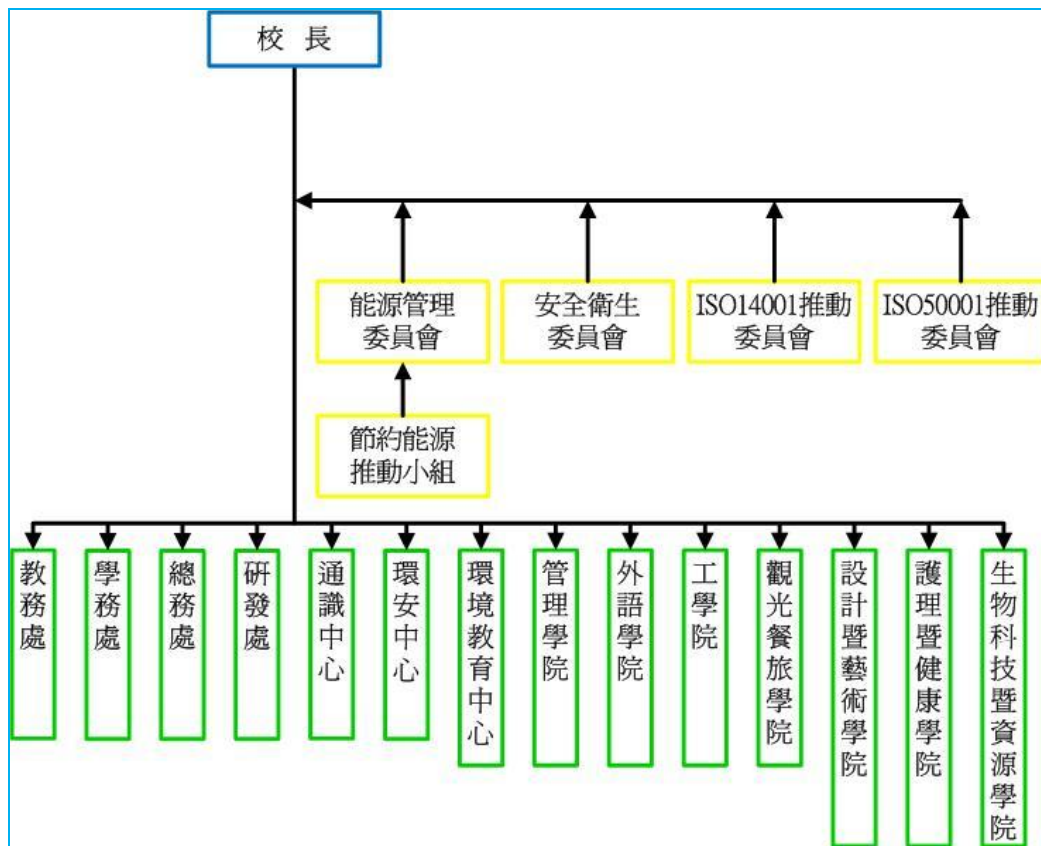 校 長
能源管理
委員會
安全衛生
委員會
ISO14001推動
委員會
ISO50001推動
委員會
節約能源
推動小組
教務處
學務處
總務處
研發處
通識中心
環安中心
環境教育中心
管理學院
外語學院
工學院
觀光餐旅學院
設計暨藝術學院
護理暨健康學院
生物科技暨資源學院